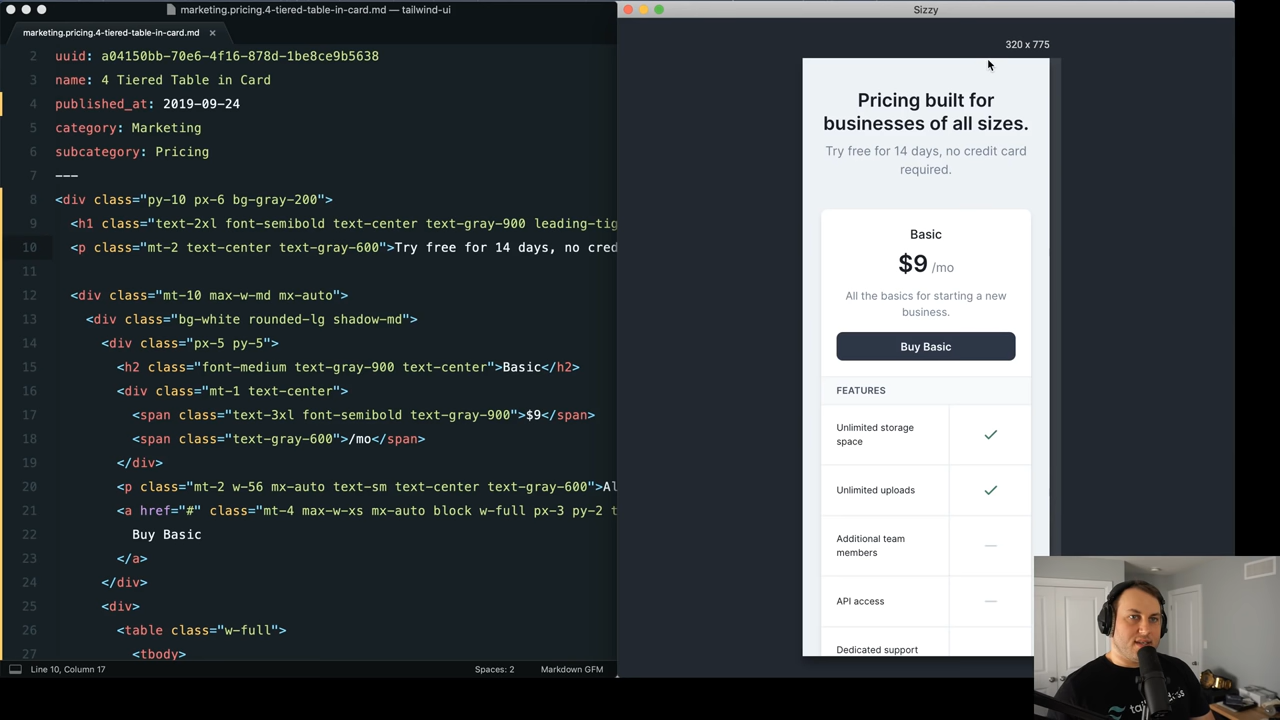 marketing.pricing.4-tiered-table-in-card.md — tailwind-ui
marketing.pricing.4-tiered-table-in-card.md ×
2 uuid: a04150bb-70e6-4f16-878d-1be8ce9b5638
3 name: 4 Tiered Table in Card
4 published_at: 2019-09-24
5 category: Marketing
6 subcategory: Pricing
7 ---
8 <div class="py-10 px-6 bg-gray-200">
9 <h1 class="text-2xl font-semibold text-center text-gray-900 leading-tig
10 <p class="mt-2 text-center text-gray-600">Try free for 14 days, no cred
11
12 <div class="mt-10 max-w-md mx-auto">
13 <div class="bg-white rounded-lg shadow-md">
14 <div class="px-5 py-5">
15 <h2 class="font-medium text-gray-900 text-center">Basic</h2>
16 <div class="mt-1 text-center">
17 <span class="text-3xl font-semibold text-gray-900">$9</span>
18 <span class="text-gray-600">/mo</span>
19 </div>
20 <p class="mt-2 w-56 mx-auto text-sm text-center text-gray-600">Al
21 <a href="#" class="mt-4 max-w-xs mx-auto block w-full px-3 py-2 t
22 Buy Basic
23 </a>
24 </div>
25 <div>
26 <table class="w-full">
27 <tbody>
Line 10, Column 17
Spaces: 2
Markdown GFM
Sizzy
320 x 775
Pricing built for
businesses of all sizes.
Try free for 14 days, no credit card
required.
Basic
$9 /mo
All the basics for starting a new
business.
Buy Basic
FEATURES
Unlimited storage
space
Unlimited uploads
Additional team
members
API access
Dedicated support